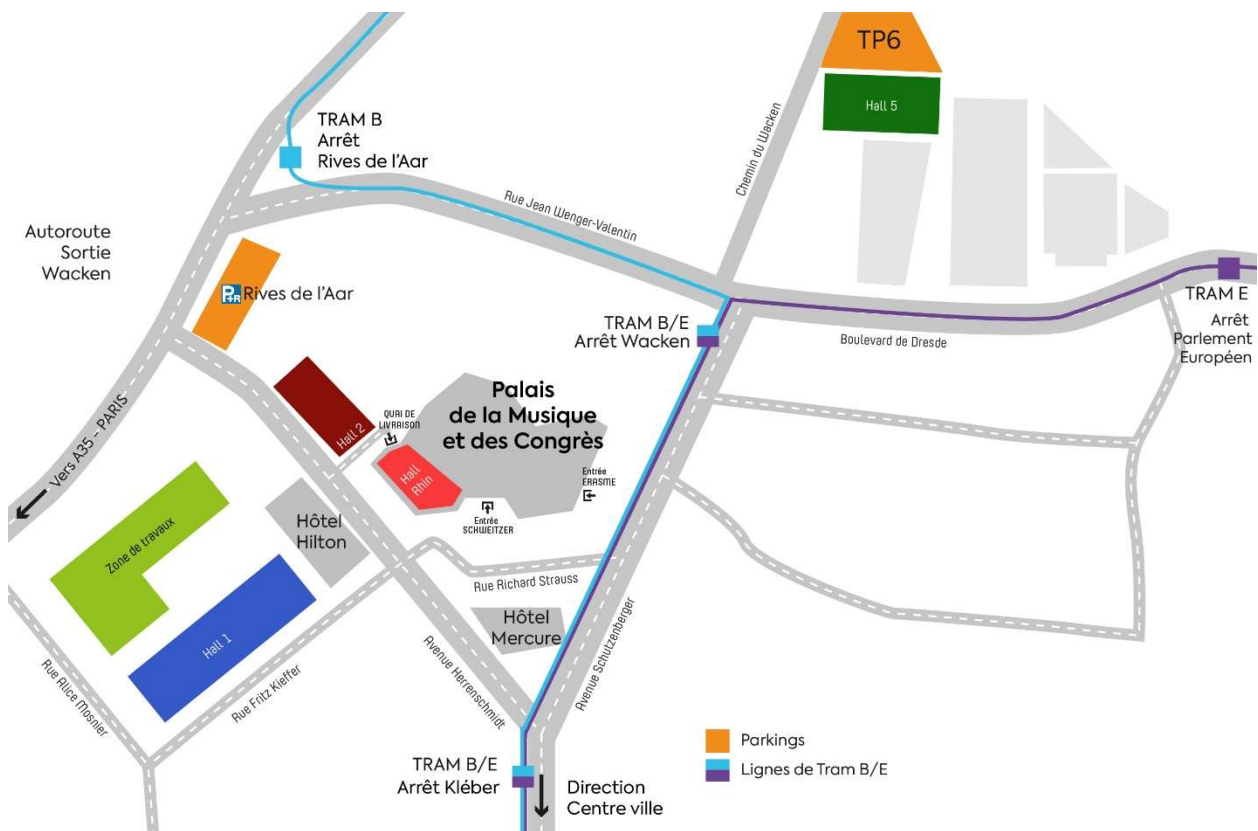 TP6
Hall 5
TRAM B
Arrêt
Rives de l'Aar
Chemin du Wacken
Rue Jean Wenger-Valentin
Autoroute
Sortie
Wacken
P+R
Rives de l'Aar
TRAM E
Arrêt
Parlement
Européen
TRAM B/E
Arrêt Wacken
Boulevard de Dresde
Vers A35 - PARIS
Hall 2
QUAI DE
LIVRAISON
Palais
de la Musique
et des Congrès
Hall
Rhin
Entrée
ÉRASME
Entrée
SCHWEITZER
Zone de travaux
Hôtel
Hilton
Hall 1
Rue Richard Strauss
Hôtel
Mercure
Avenue Schutzenberger
Avenue Herrenschmidt
Rue Fritz Kieffer
Rue Alice Mosnier
TRAM B/E
Arrêt Kléber
Direction
Centre ville
Parkings
Lignes de Tram B/E